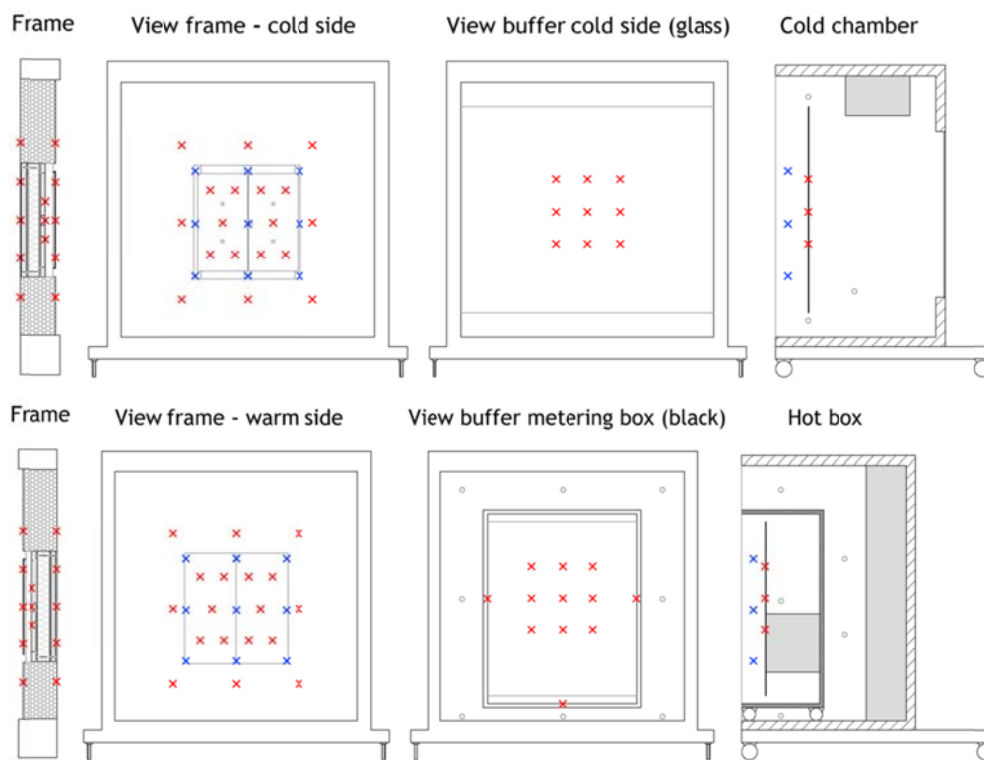 Frame
View frame - cold side
View buffer cold side (glass)
Cold chamber
Frame
View frame - warm side
View buffer metering box (black)
Hot box